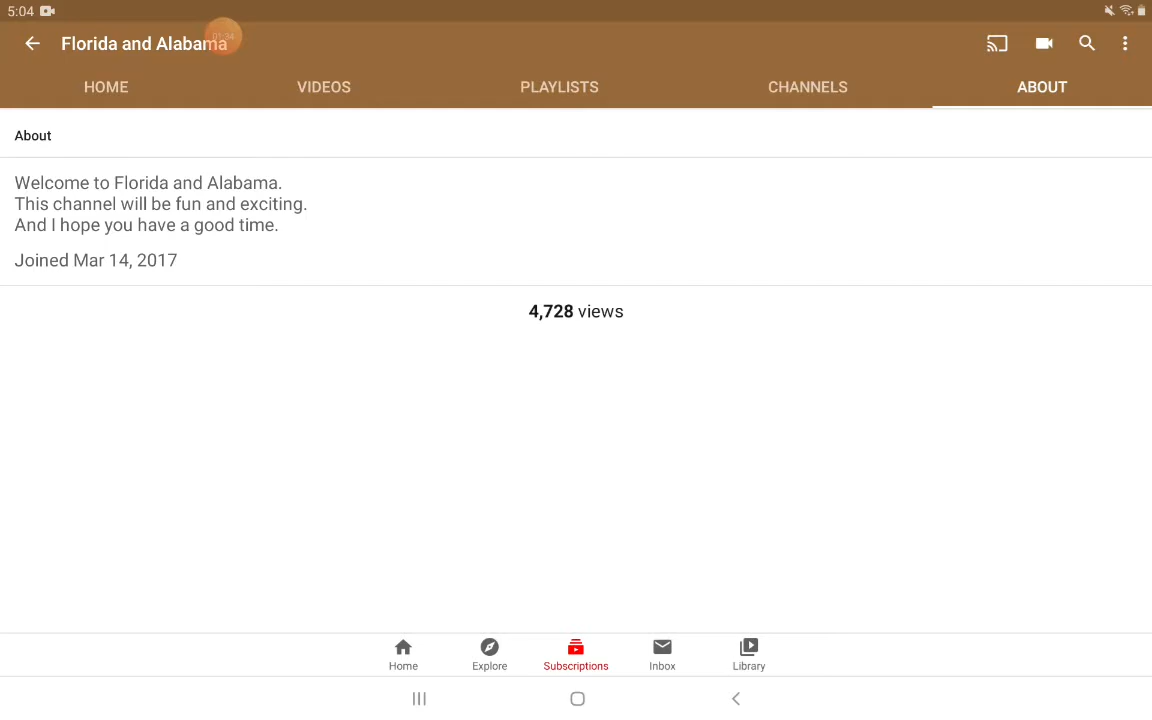 5:04
Florida and Alabama
01:34
HOME
VIDEOS
PLAYLISTS
CHANNELS
ABOUT
About
Welcome to Florida and Alabama.
This channel will be fun and exciting.
And I hope you have a good time.
Joined Mar 14, 2017
4,728 views
Home
Explore
Subscriptions
Inbox
Library